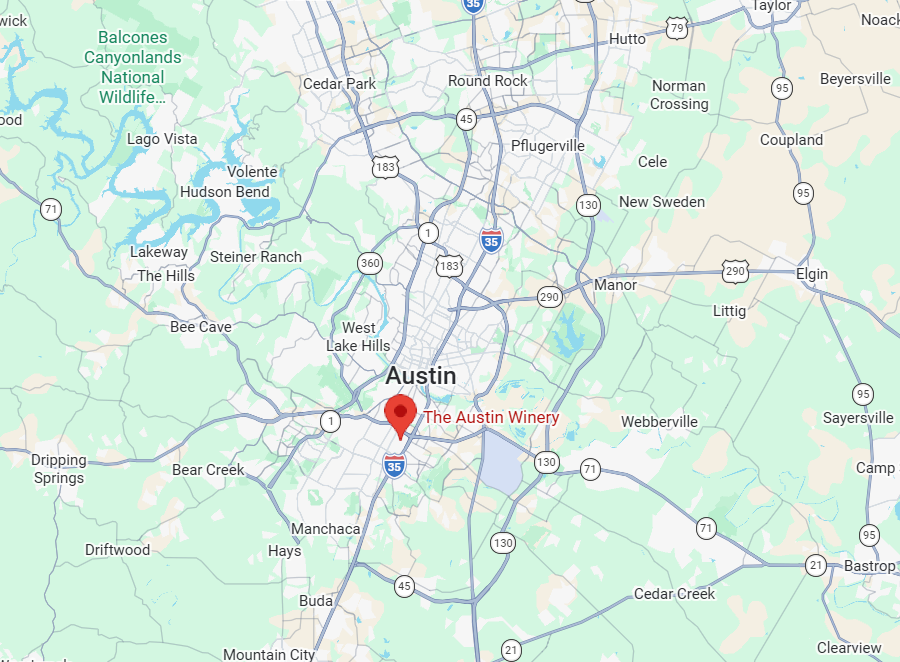 35
Taylor
wick
79
Noack
Balcones
Canyonlands
National
Wildlife...
Hutto
Cedar Park
Round Rock
Norman
Crossing
Beyersville
95
ood
45
Lago Vista
Pflugerville
Coupland
183
Cele
Volente
Hudson Bend
95
71
130
New Sweden
1
35
Lakeway
Steiner Ranch
360
183
The Hills
290
Elgin
Manor
290
Littig
Bee Cave
West
Lake Hills
Austin
95
The Austin Winery
1
Webberville
Sayersville
Dripping
Springs
Bear Creek
35
130
71
Camp
Manchaca
71
95
Driftwood
Hays
130
21
Bastrop
45
Cedar Creek
Buda
21
Clearview
Mountain City